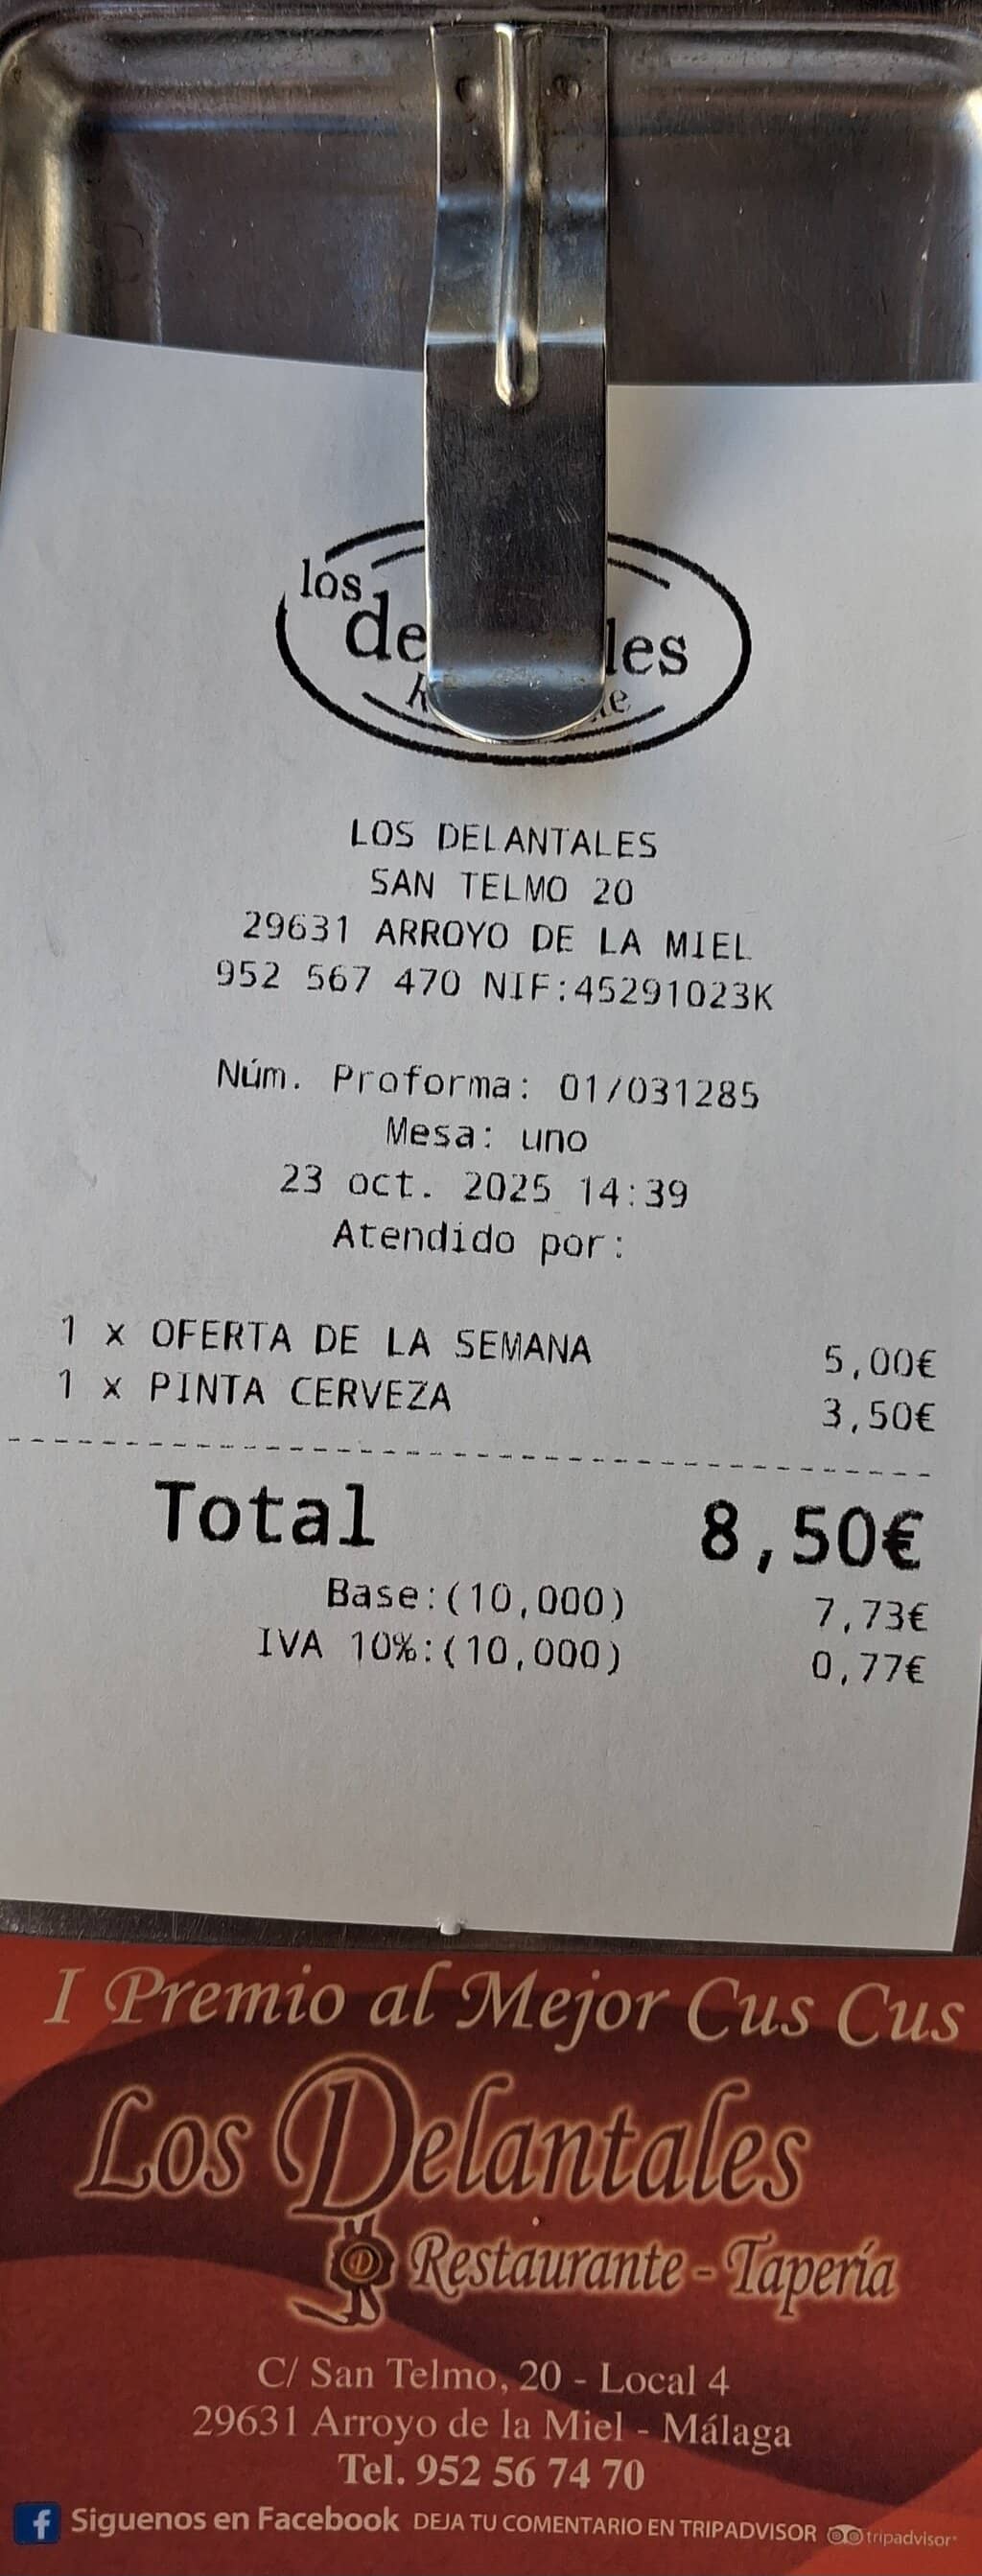 los
LOS DELANTALES
SAN TELMO 20
29631 ARROYO DE LA MIEL
952 567 470 NIF:45291023K
Núm. Proforma: 01/031285
Mesa: uno
23 oct. 2025 14:39
Atendido por:
1 x OFERTA DE LA SEMANA 5,00€
1 x PINTA CERVEZA 3,50€
Total 8,50€
Base:(10,000) 7,73€
IVA 10%:(10,000) 0,77€
I Premio al Mejor Cus Cus
Los Delantales
Restaurante - Tapería
C/ San Telmo, 20 - Local 4
29631 Arroyo de la Miel - Málaga
Tel. 952 56 74 70
f Siguenos en Facebook DEJA TU COMENTARIO EN TRIPADVISOR tripadvisor